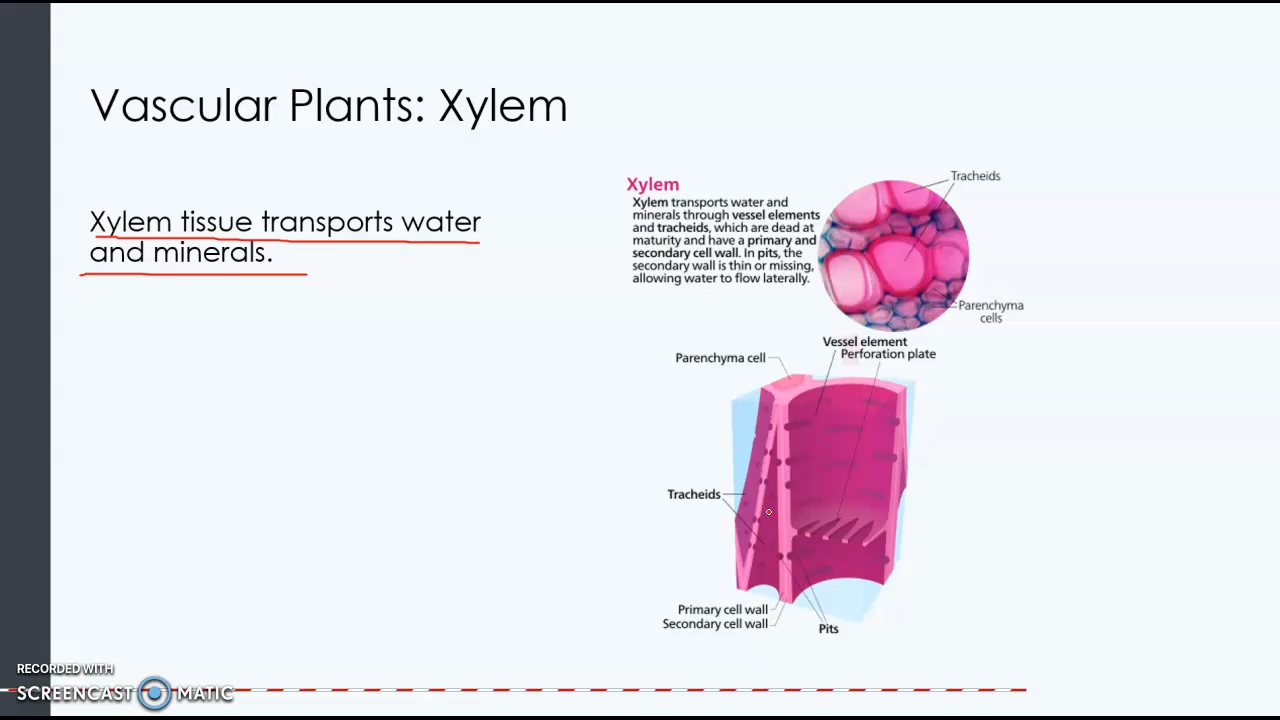 Vascular Plants: Xylem
Xylem tissue transports water
and minerals.
Xylem
Xylem transports water and
minerals through vessel elements
and tracheids, which are dead at
maturity and have a primary and
secondary cell wall. In pits, the
secondary wall is thin or missing,
allowing water to flow laterally.
Tracheids
Parenchyma
cells
Vessel element
Perforation plate
Parenchyma cell
Tracheids
Primary cell wall
Secondary cell wall
Pits
RECORDED WITH
SCREENCAST MATIC